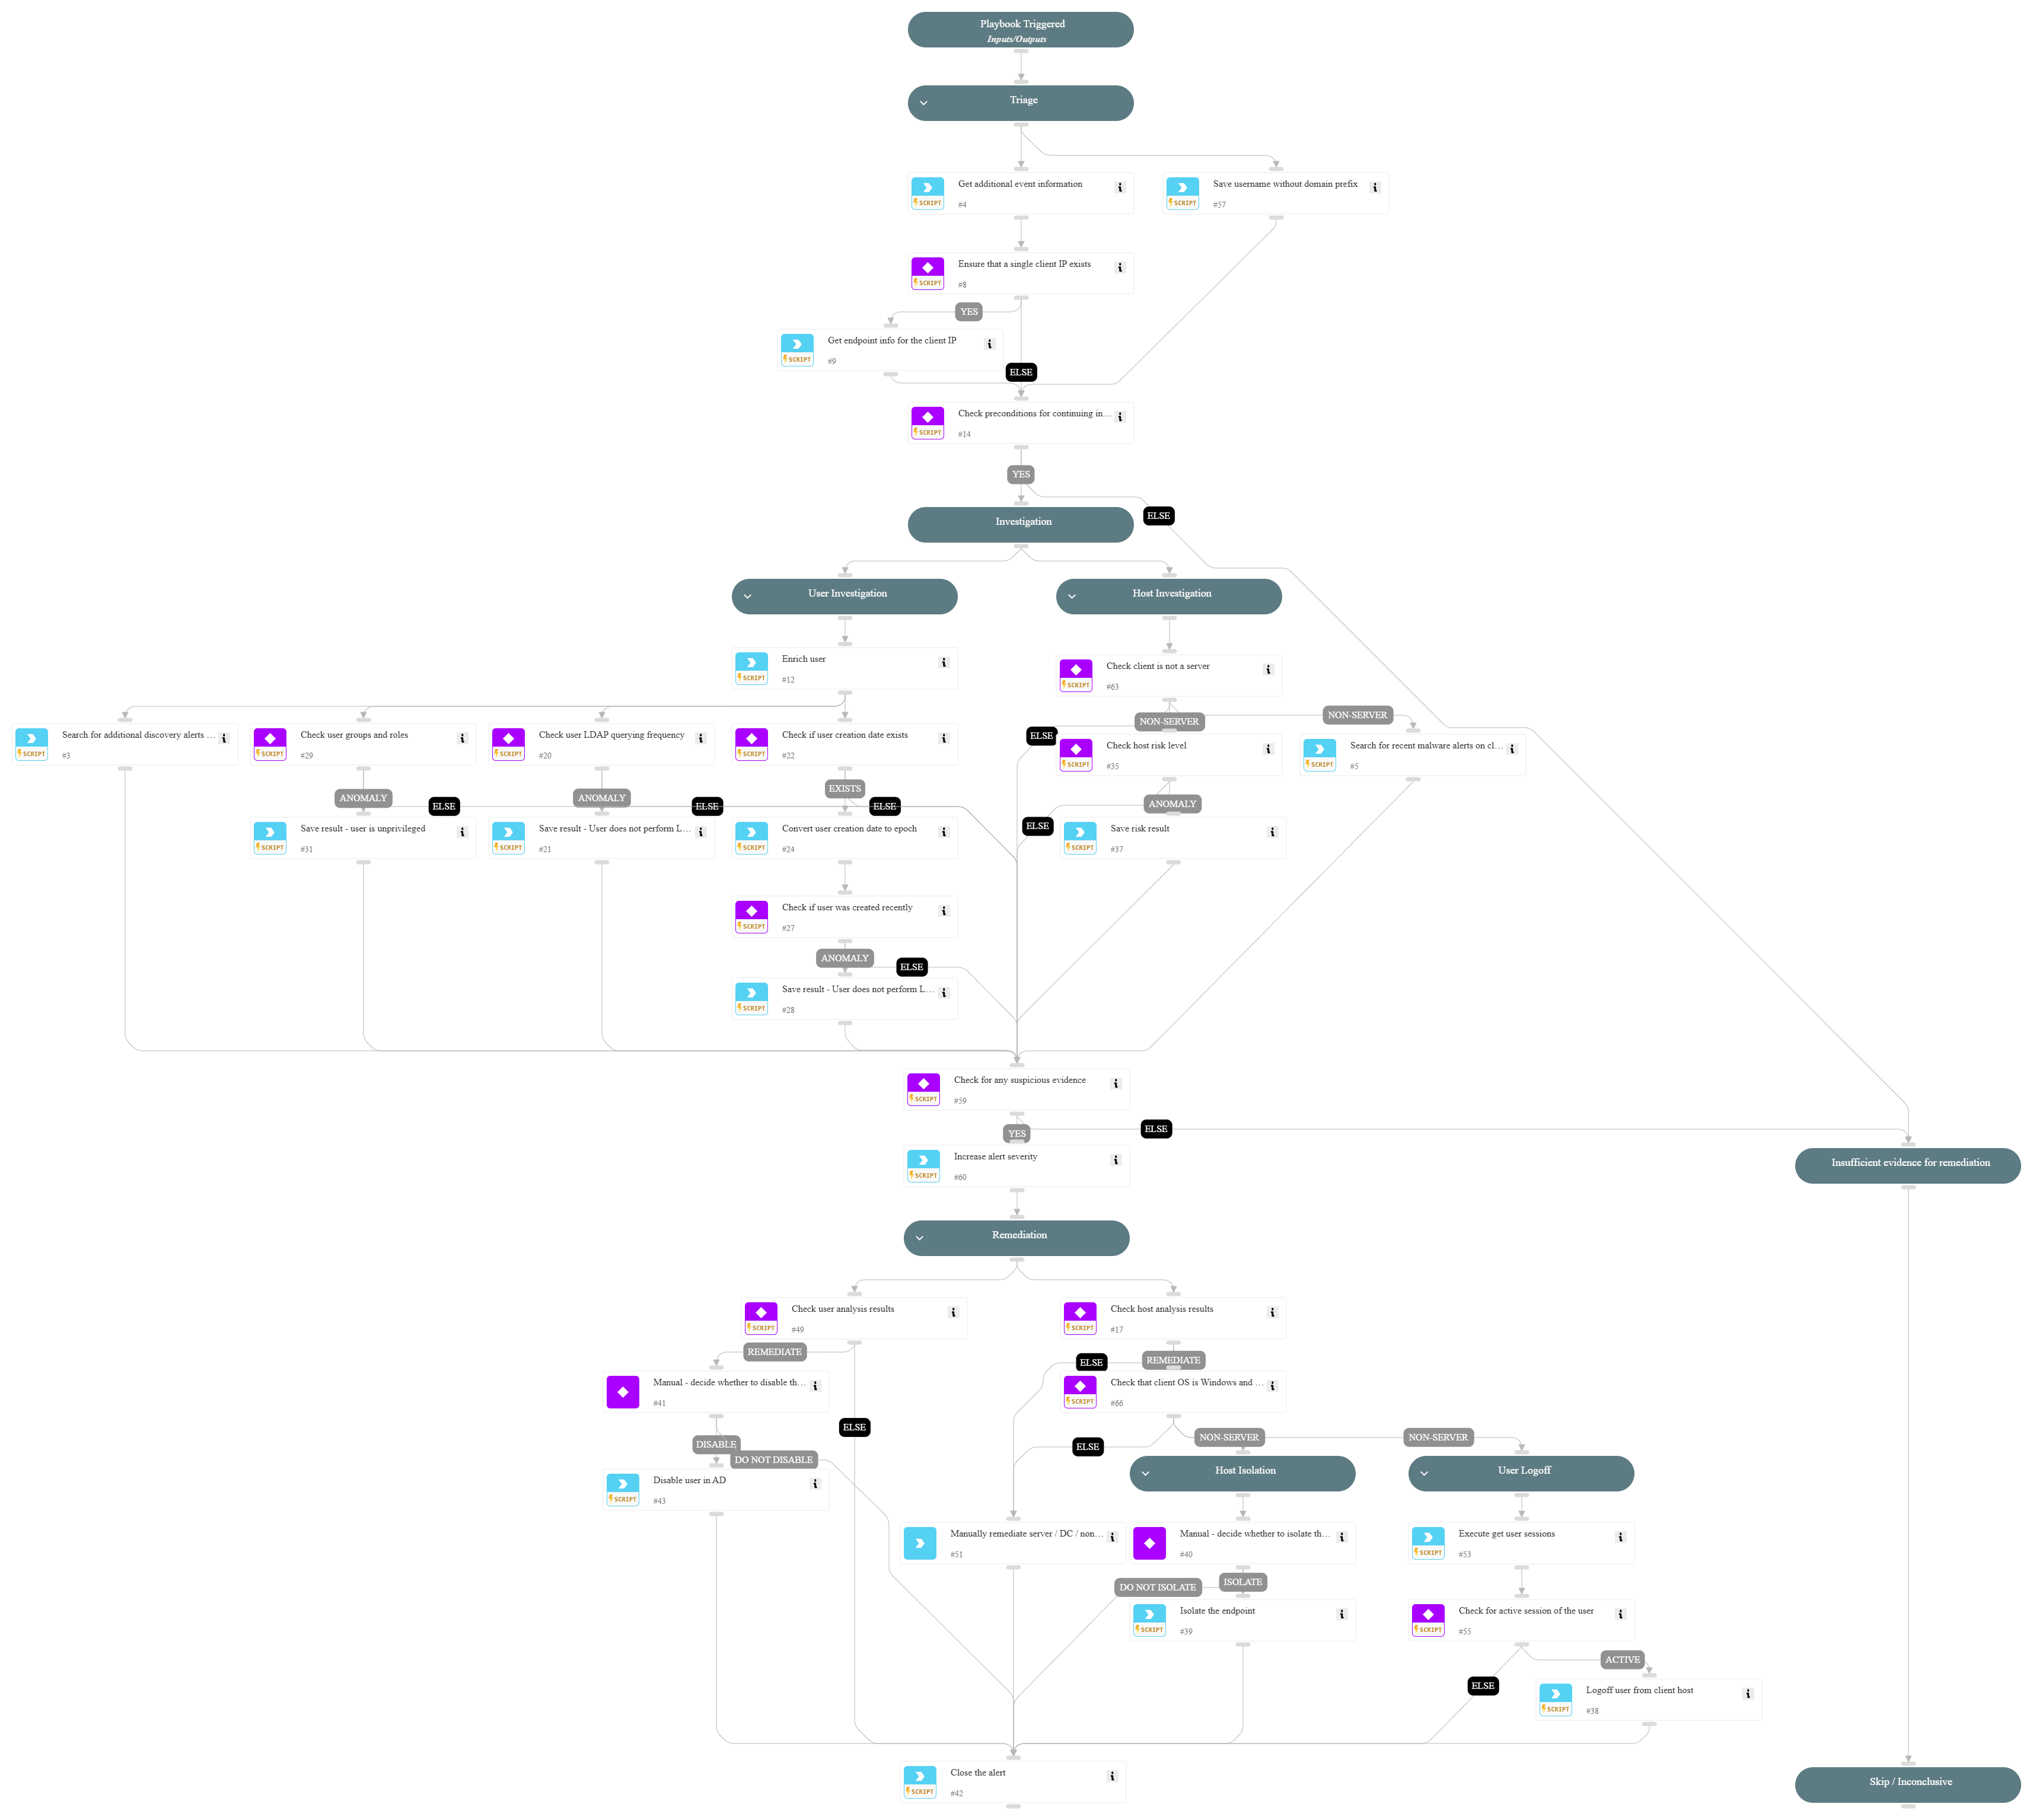 Playbook Triggered
Inputs/Outputs
Triage
Get additional event information
#4
SCRIPT
Save username without domain prefix
#57
SCRIPT
Ensure that a single client IP exists
#8
SCRIPT
YES
Get endpoint info for the client IP
#9
SCRIPT
ELSE
Check preconditions for continuing in…
#14
SCRIPT
YES
ELSE
Investigation
User Investigation
Host Investigation
Enrich user
#12
SCRIPT
Check client is not a server
#63
SCRIPT
NON-SERVER
NON-SERVER
ELSE
Search for additional discovery alerts …
#3
SCRIPT
Check user groups and roles
#29
SCRIPT
Check user LDAP querying frequency
#20
SCRIPT
Check if user creation date exists
#22
SCRIPT
Check host risk level
#35
SCRIPT
Search for recent malware alerts on cl…
#5
SCRIPT
ANOMALY
ELSE
ANOMALY
ELSE
EXISTS
ELSE
ANOMALY
ELSE
Save result - user is unprivileged
#31
SCRIPT
Save result - User does not perform L…
#21
SCRIPT
Convert user creation date to epoch
#24
SCRIPT
Save risk result
#37
SCRIPT
Check if user was created recently
#27
SCRIPT
ANOMALY
ELSE
Save result - User does not perform L…
#28
SCRIPT
Check for any suspicious evidence
#59
SCRIPT
YES
ELSE
Increase alert severity
#60
SCRIPT
Insufficient evidence for remediation
Remediation
Check user analysis results
#49
SCRIPT
Check host analysis results
#17
SCRIPT
REMEDIATE
ELSE
REMEDIATE
Manual - decide whether to disable th…
#41
Check that client OS is Windows and …
#66
SCRIPT
ELSE
DISABLE
DO NOT DISABLE
ELSE
NON-SERVER
NON-SERVER
Disable user in AD
#43
SCRIPT
Host Isolation
User Logoff
Manually remediate server / DC / non…
#51
Manual - decide whether to isolate th…
#40
Execute get user sessions
#53
SCRIPT
DO NOT ISOLATE
ISOLATE
Isolate the endpoint
#39
SCRIPT
Check for active session of the user
#55
SCRIPT
ACTIVE
ELSE
Logoff user from client host
#38
SCRIPT
Close the alert
#42
SCRIPT
Skip / Inconclusive